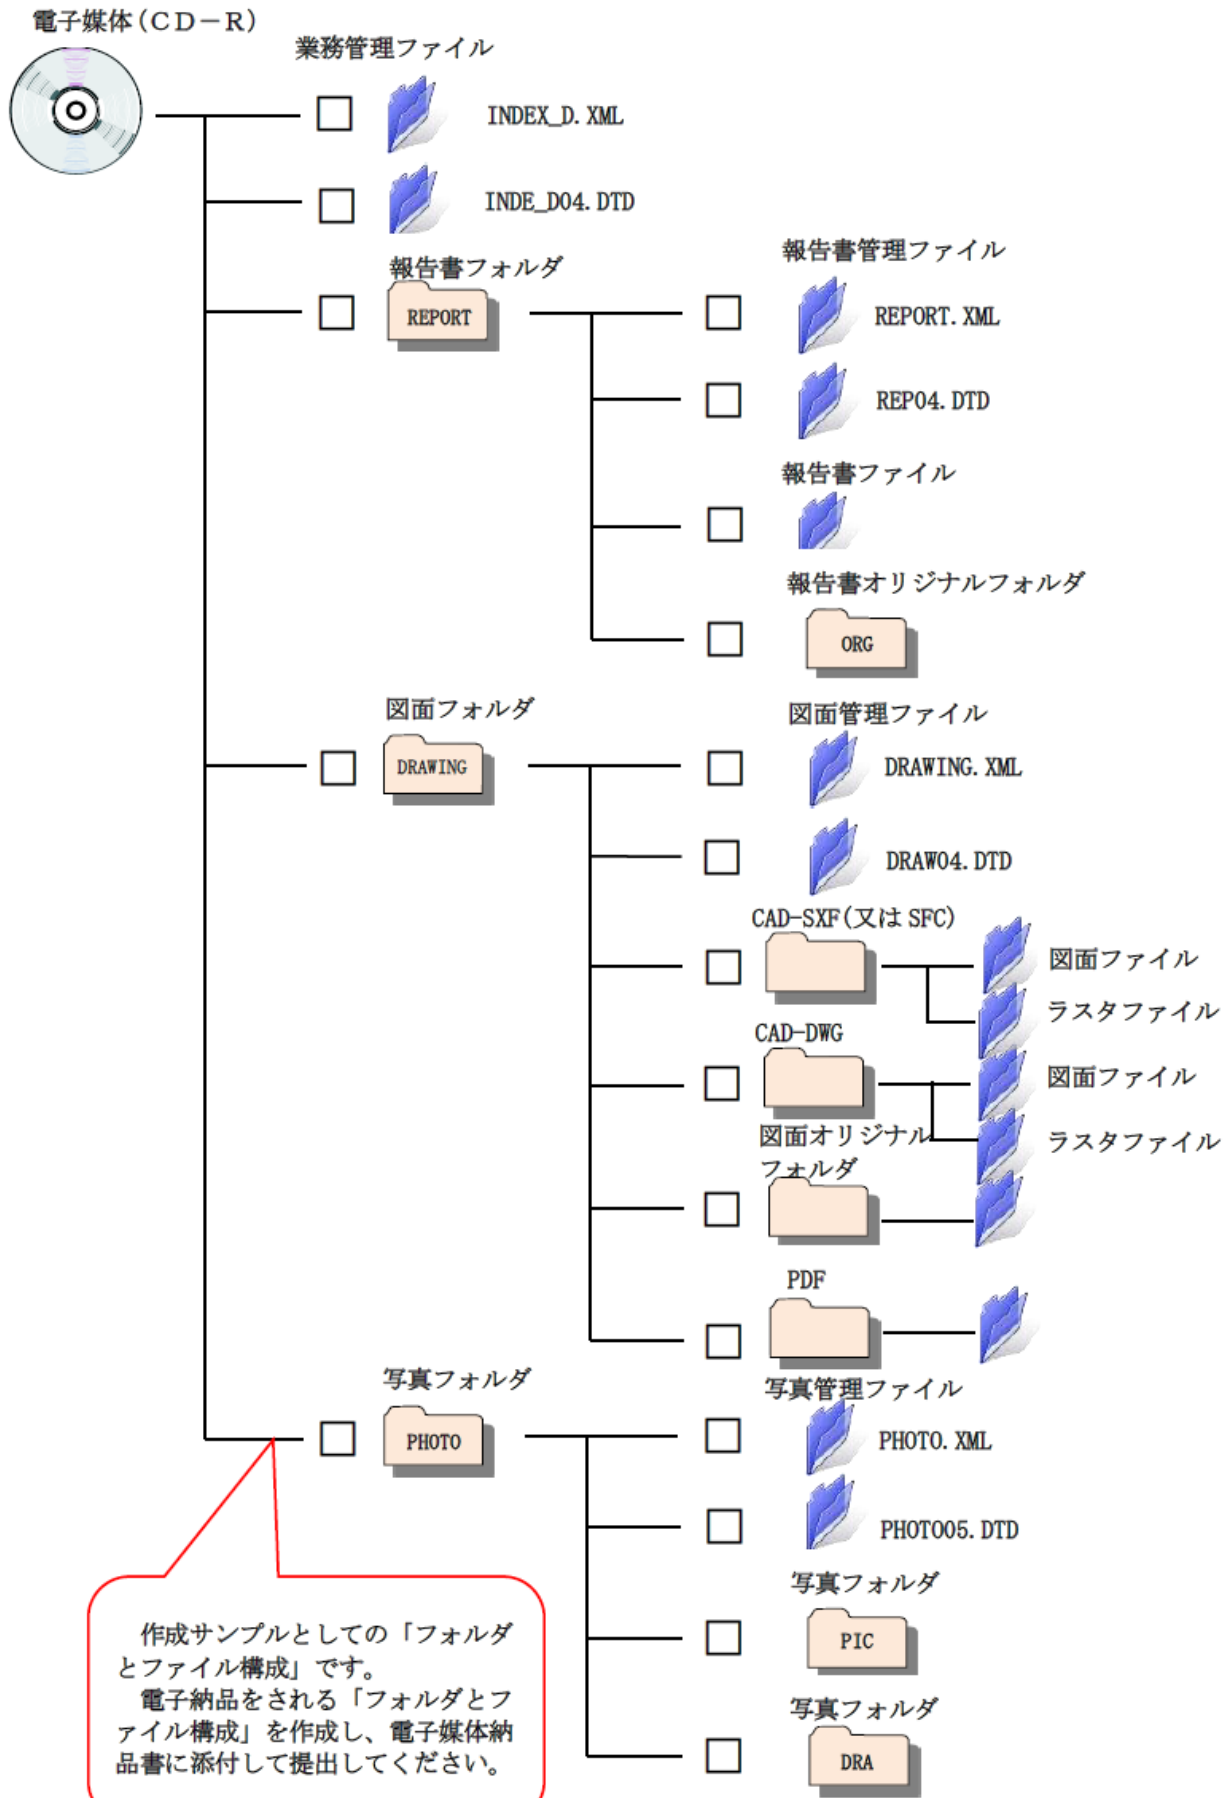 電子媒体(CD-R)
業務管理ファイル
INDEX_D.XML
INDE_D04.DTD
報告書フォルダ
REPORT
報告書管理ファイル
REPORT.XML
REP04.DTD
報告書ファイル
報告書オリジナルフォルダ
ORG
図面フォルダ
DRAWING
図面管理ファイル
DRAWING.XML
DRAW04.DTD
CAD-SXF(又は SFC)
図面ファイル
ラスタファイル
CAD-DWG
図面ファイル
ラスタファイル
図面オリジナル
フォルダ
PDF
写真フォルダ
PHOTO
写真管理ファイル
PHOTO.XML
PHOTO05.DTD
写真フォルダ
PIC
写真フォルダ
DRA
作成サンプルとしての「フォルダ
とファイル構成」です。
電子納品をされる「フォルダとフ
ァイル構成」を作成し、電子媒体納
品書に添付して提出してください。